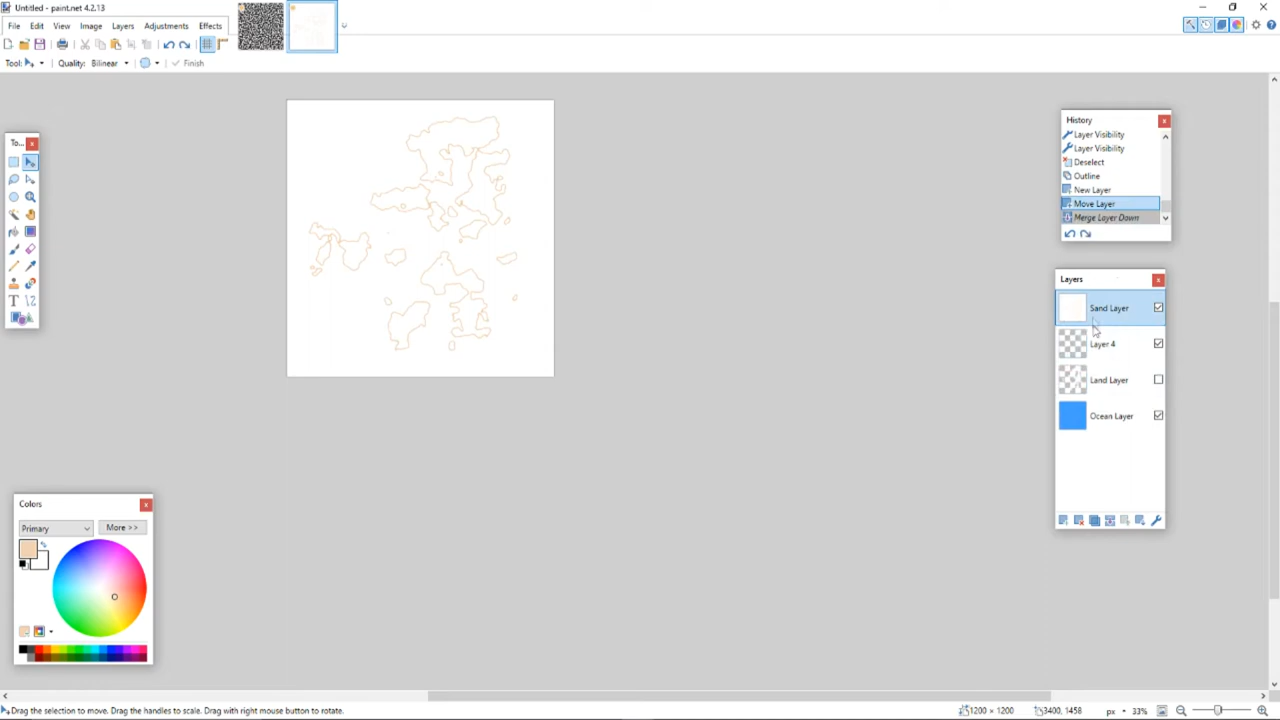 Untitled - paint.net 4.2.13
File Edit View Image Layers Adjustments Effects
Tool: Quality: Bilinear Finish
To...
T
History
Layer Visibility
Layer Visibility
Deselect
Outline
New Layer
Move Layer
Merge Layer Down
Layers
Sand Layer
Layer 4
Land Layer
Ocean Layer
Colors
Primary More >>
Drag the selection to move. Drag the handles to scale. Drag with right mouse button to rotate. 1200 × 1200 3400, 1458 px 33%